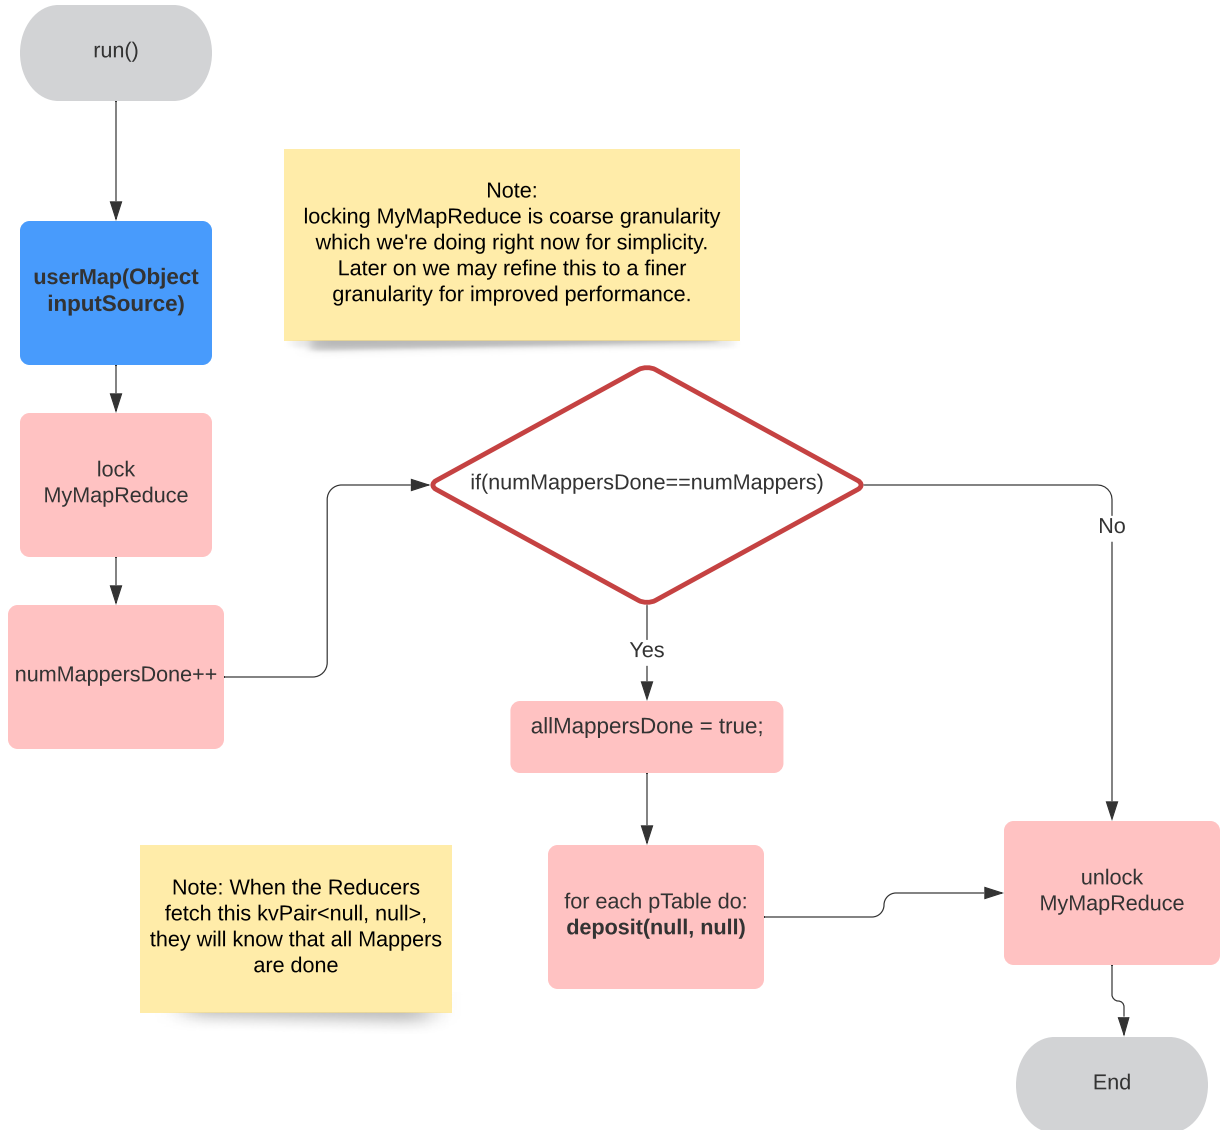 run()
Note:
locking MyMapReduce is coarse granularity
which we're doing right now for simplicity.
Later on we may refine this to a finer
granularity for improved performance.
userMap(Object
inputSource)
lock
MyMapReduce
numMappersDone++
if(numMappersDone==numMappers)
No
Yes
allMappersDone = true;
for each pTable do:
deposit(null, null)
Note: When the Reducers
fetch this kvPair<null, null>,
they will know that all Mappers
are done
unlock
MyMapReduce
End